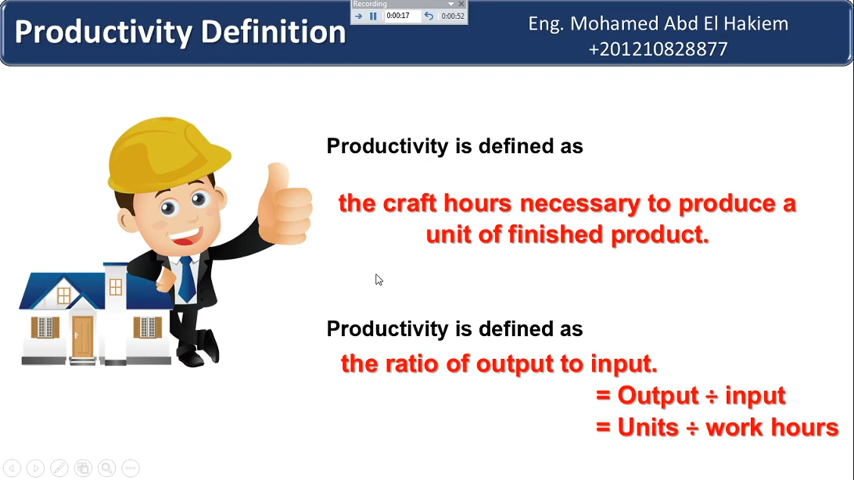 Recording
0:00:17
0:00:52
Productivity Definition
Eng. Mohamed Abd El Hakiem
+201210828877
Productivity is defined as
the craft hours necessary to produce a
unit of finished product.
Productivity is defined as
the ratio of output to input.
= Output ÷ input
= Units ÷ work hours